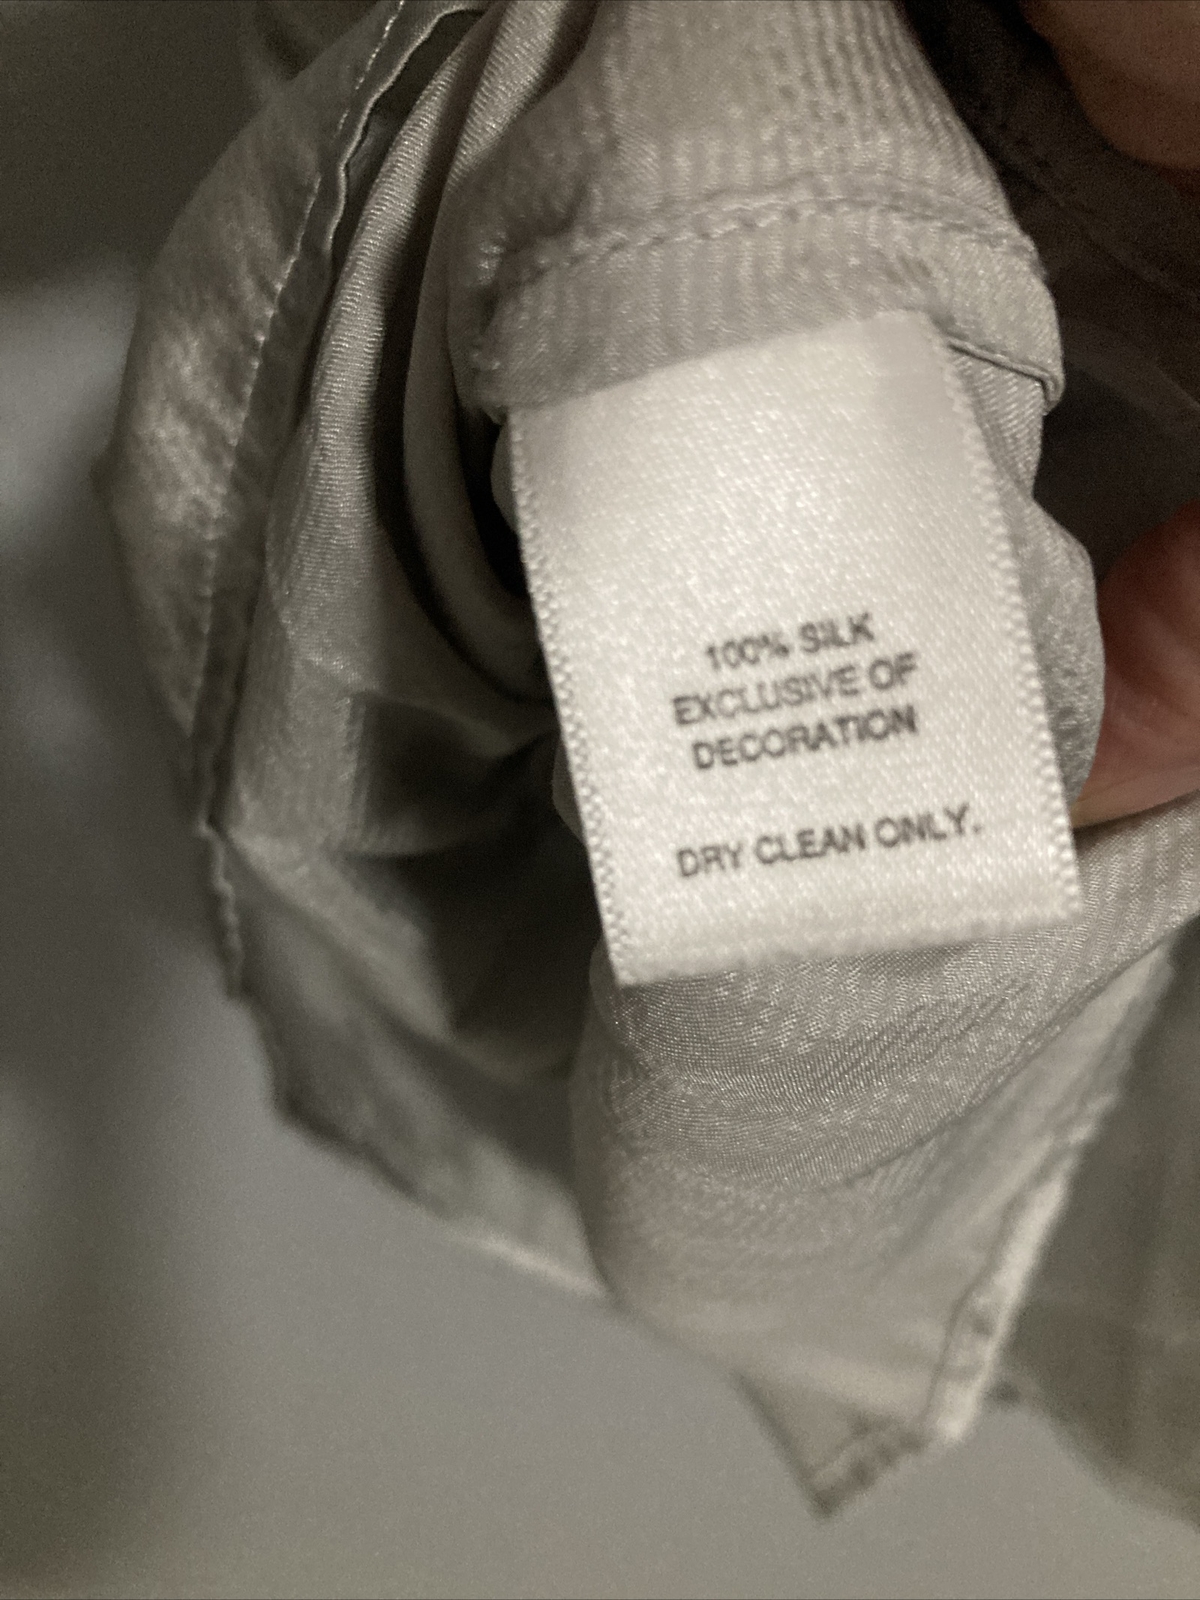 100% SILK
EXCLUSIVE OF
DECORATION
DRY CLEAN ONLY.